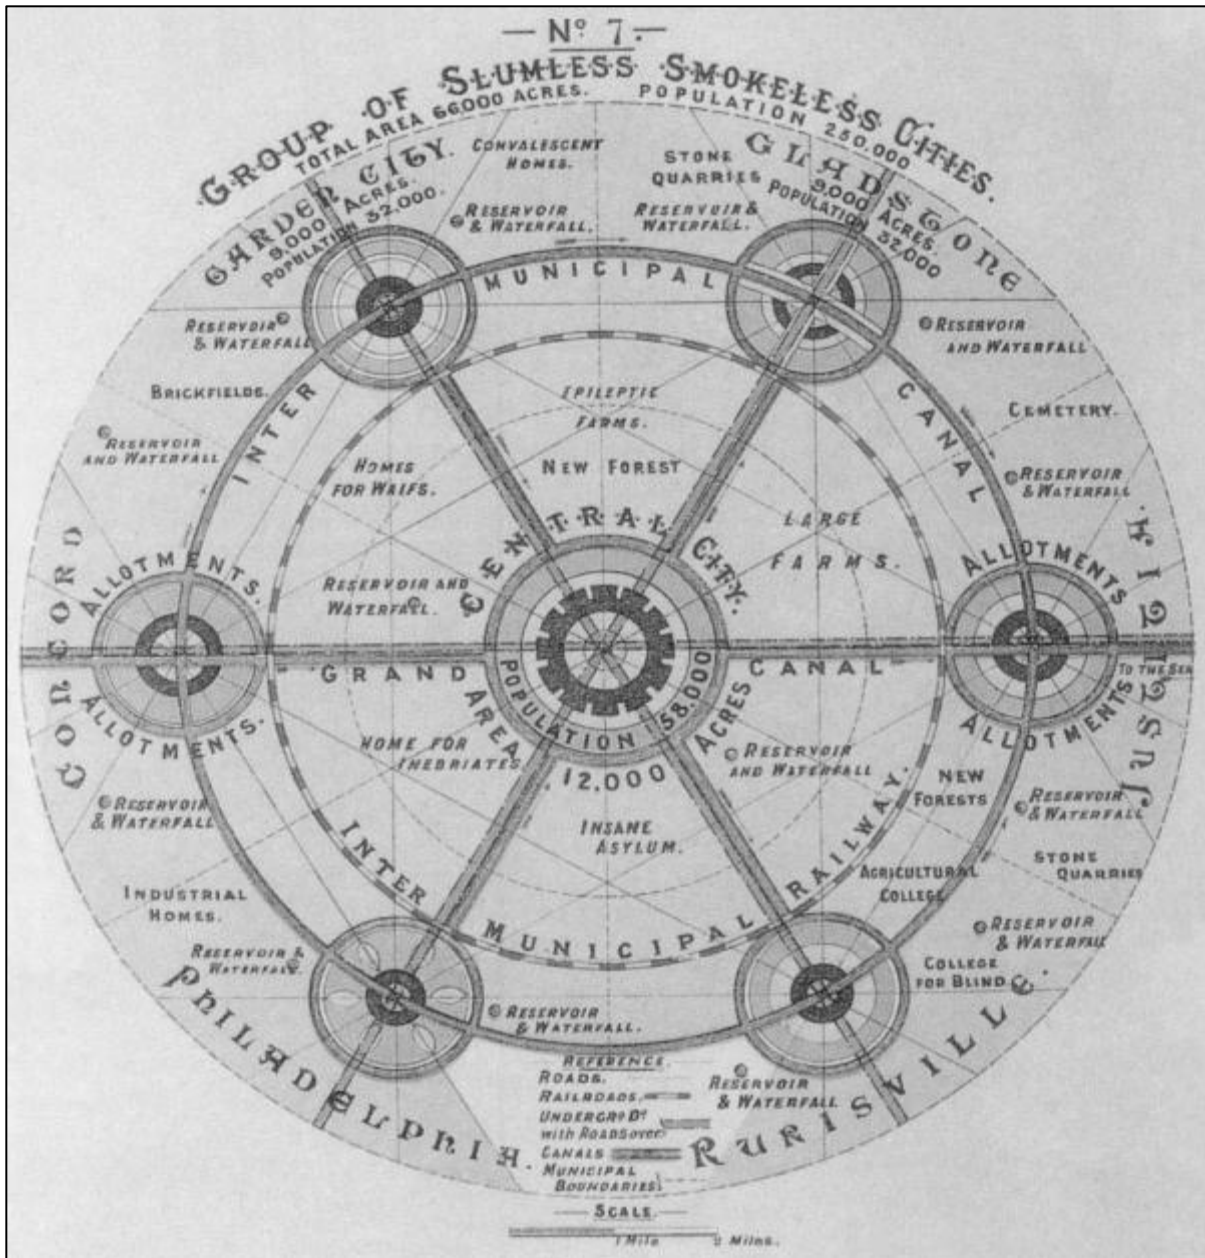 — Nº 7. —
GROUP OF SLUMLESS SMOKELESS CITIES.
TOTAL AREA 66,000 ACRES. POPULATION 250,000
GARDEN CITY.
9,000 ACRES.
POPULATION 32,000.
CONVALESCENT
HOMES.
STONE
QUARRIES
GLADSTONE
9,000 ACRES.
POPULATION 32,000
RESERVOIR
& WATERFALL.
RESERVOIR &
WATERFALL.
RESERVOIR
& WATERFALL
RESERVOIR
AND WATERFALL
INTER MUNICIPAL CANAL
BRICKFIELDS.
EPILEPTIC
FARMS.
CEMETERY.
RESERVOIR
AND WATERFALL
HOMES
FOR WAIFS.
NEW FOREST
RESERVOIR
& WATERFALL
LARGE
FARMS.
CENTRAL CITY.
CONCORD
ALLOTMENTS.
ALLOTMENTS
JUSTITIA.
RESERVOIR AND
WATERFALL.
GRAND CANAL
TO THE SEA
POPULATION 58,000
AREA 12,000 ACRES
ALLOTMENTS.
ALLOTMENTS
HOME FOR
INEBRIATES.
RESERVOIR
AND WATERFALL
NEW
FORESTS
RESERVOIR
& WATERFALL
RESERVOIR
& WATERFALL
INSANE
ASYLUM.
STONE
QUARRIES
INTER MUNICIPAL RAILWAY.
AGRICULTURAL
COLLEGE
INDUSTRIAL
HOMES.
RESERVOIR
& WATERFALL
RESERVOIR &
WATERFALL.
COLLEGE
FOR BLIND
RESERVOIR
& WATERFALL.
PHILADELPHIA.
RURISVILLE.
REFERENCE.
ROADS.
RAILROADS.
UNDERGRD Dº
with ROADS over
CANALS
MUNICIPAL
BOUNDARIES.
RESERVOIR
& WATERFALL
— SCALE. —
1 Mile 2 Miles.